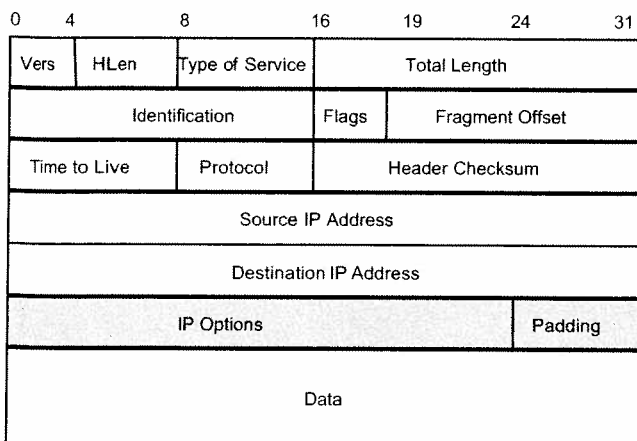 0 4 8 16 19 24 31
Vers HLen Type of Service Total Length
Identification Flags Fragment Offset
Time to Live Protocol Header Checksum
Source IP Address
Destination IP Address
IP Options Padding
Data